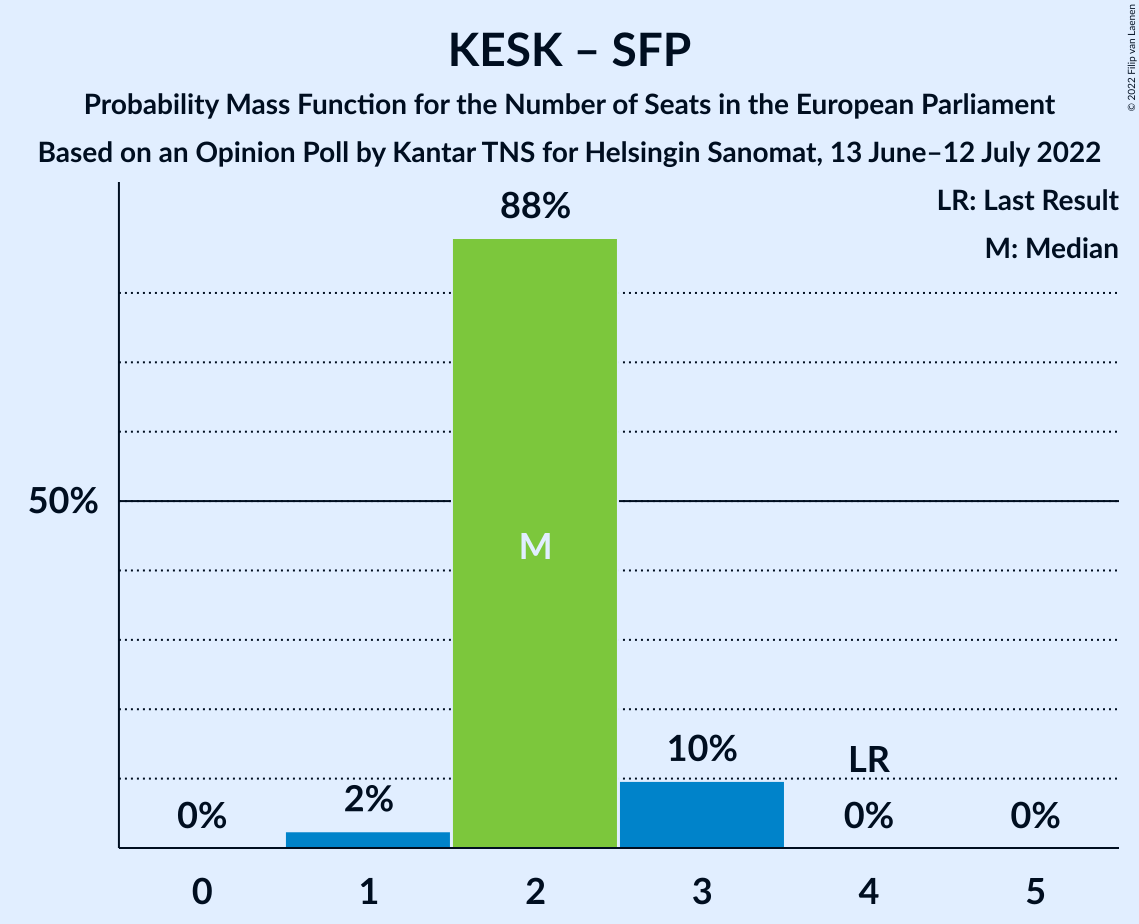 KESK – SFP
Probability Mass Function for the Number of Seats in the European Parliament
Based on an Opinion Poll by Kantar TNS for Helsingin Sanomat, 13 June–12 July 2022
© 2022 Filip van Laenen
LR: Last Result
M: Median
88%
50%
M
10%
LR
2%
0%
0%
0%
0 1 2 3 4 5